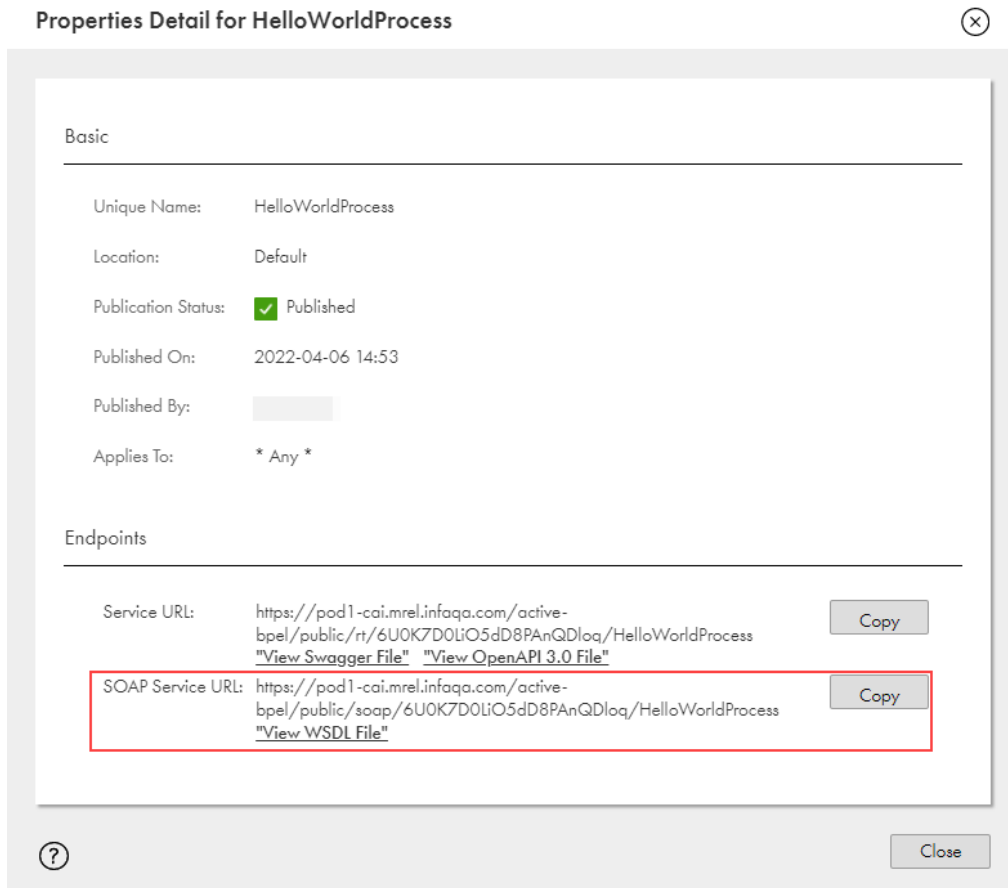 Properties Detail for HelloWorldProcess
Basic
Unique Name: HelloWorldProcess
Location: Default
Publication Status: Published
Published On: 2022-04-06 14:53
Published By:
Applies To: * Any *
Endpoints
Service URL: https://pod1-cai.mrel.infaqa.com/active-
bpel/public/rt/6U0K7D0LiO5dD8PAnQDloq/HelloWorldProcess
"View Swagger File" "View OpenAPI 3.0 File"
Copy
SOAP Service URL: https://pod1-cai.mrel.infaqa.com/active-
bpel/public/soap/6U0K7D0LiO5dD8PAnQDloq/HelloWorldProcess
"View WSDL File"
Copy
?
Close